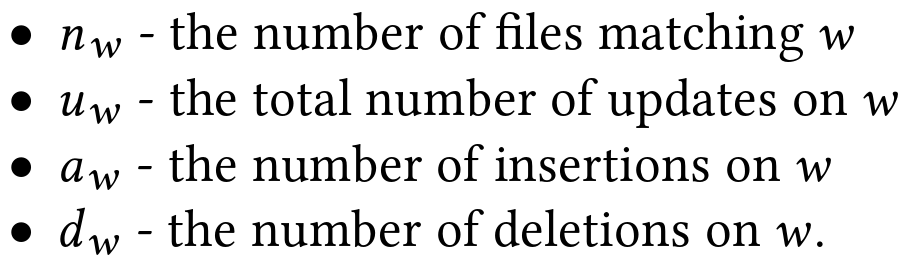 • n_w - the number of files matching w
• u_w - the total number of updates on w
• a_w - the number of insertions on w
• d_w - the number of deletions on w.